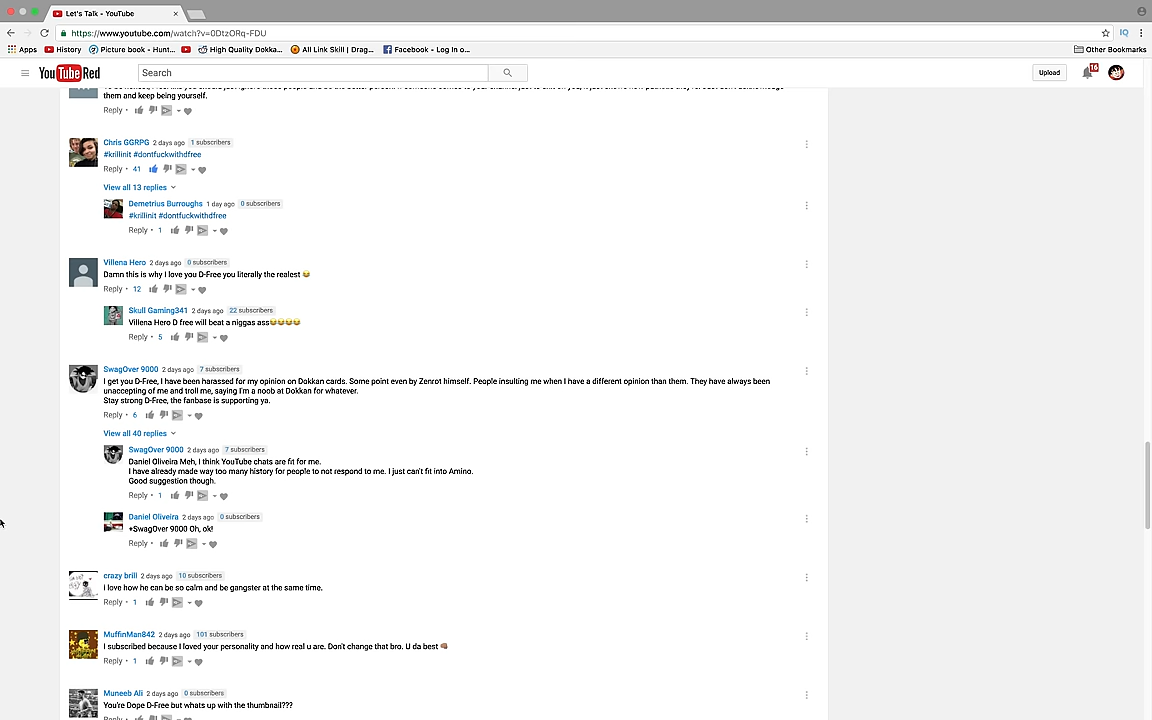 Let's Talk - YouTube
https://www.youtube.com/watch?v=0DtzORq-FDU
Apps History Picture book - Hunt... High Quality Dokka... All Link Skill | Drag... Facebook - Log In o... Other Bookmarks
YouTube Red Search Upload 16
them and keep being yourself.
Reply •
Chris GGRPG 2 days ago 1 subscribers
#krillinit #dontfuckwithdfree
Reply • 41
View all 13 replies
Demetrius Burroughs 1 day ago 0 subscribers
#krillinit #dontfuckwithdfree
Reply • 1
Villena Hero 2 days ago 0 subscribers
Damn this is why I love you D-Free you literally the realest 😂
Reply • 12
Skull Gaming341 2 days ago 22 subscribers
Villena Hero D free will beat a niggas ass😂😂😂😂
Reply • 5
SwagOver 9000 2 days ago 7 subscribers
I get you D-Free, I have been harassed for my opinion on Dokkan cards. Some point even by Zenrot himself. People insulting me when I have a different opinion than them. They have always been
unaccepting of me and troll me, saying I'm a noob at Dokkan for whatever.
Stay strong D-Free, the fanbase is supporting ya.
Reply • 6
View all 40 replies
SwagOver 9000 2 days ago 7 subscribers
Daniel Oliveira Meh, I think YouTube chats are fit for me.
I have already made way too many history for people to not respond to me. I just can't fit into Amino.
Good suggestion though.
Reply • 1
Daniel Oliveira 2 days ago 0 subscribers
+SwagOver 9000 Oh, ok!
Reply •
crazy brill 2 days ago 10 subscribers
I love how he can be so calm and be gangster at the same time.
Reply • 1
MuffinMan842 2 days ago 101 subscribers
I subscribed because I loved your personality and how real u are. Don't change that bro. U da best 👊🏾
Reply • 1
Muneeb Ali 2 days ago 0 subscribers
You're Dope D-Free but whats up with the thumbnail???
Reply •